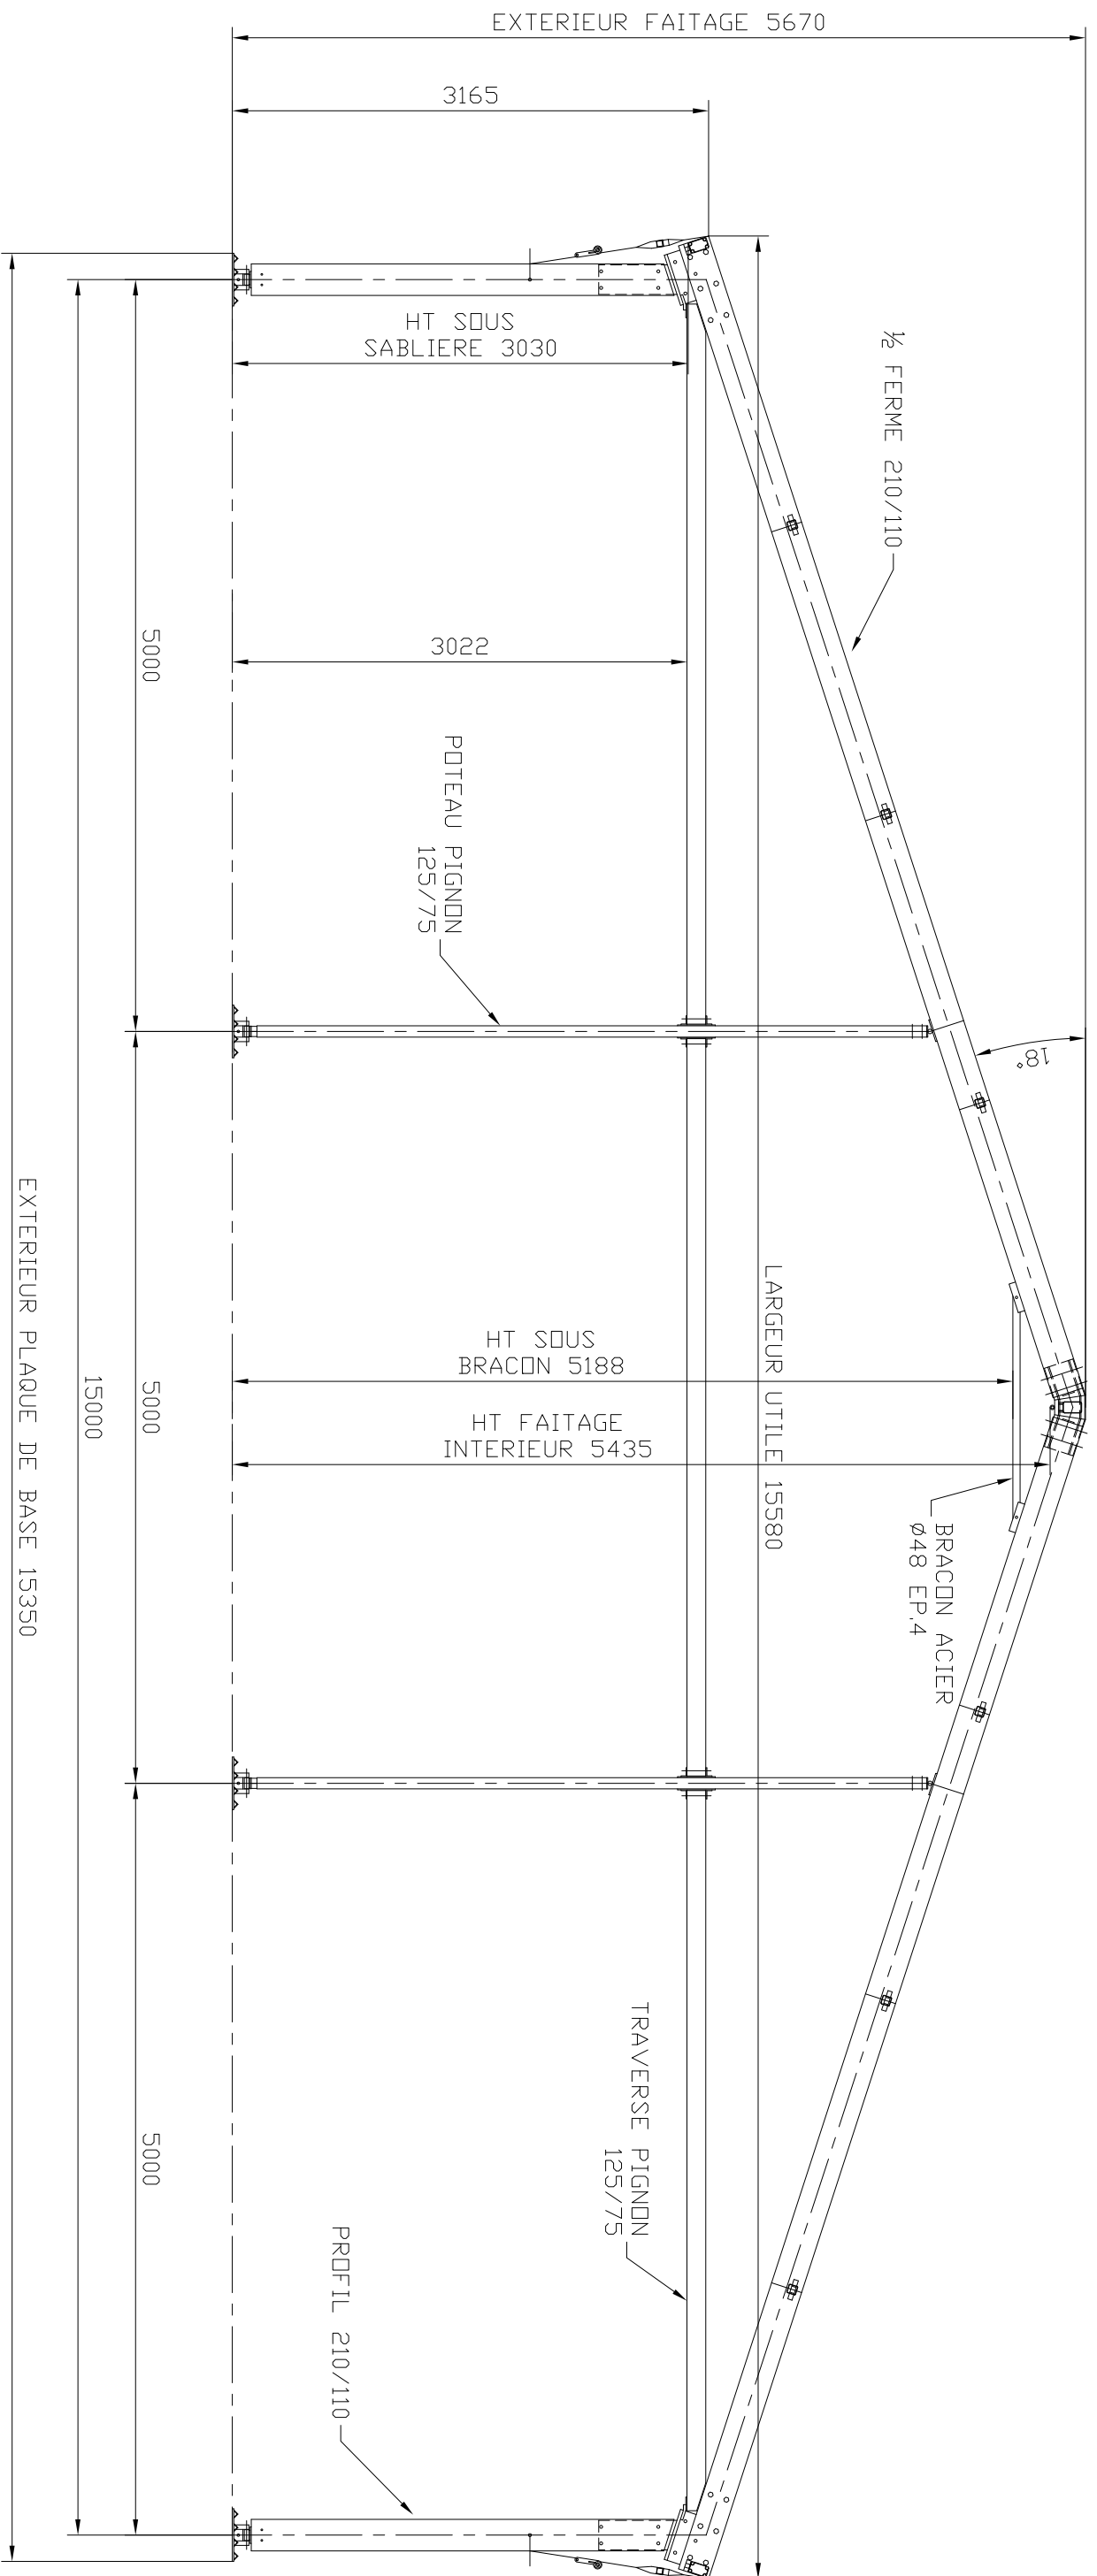 EXTERIEUR FAITAGE 5670
3165
HT SOUS
SABLIERE 3030
½ FERME 210/110
3022
5000
POTEAU PIGNON
125/75
18°
LARGEUR UTILE 15580
HT SOUS
BRACON 5188
HT FAITAGE
INTERIEUR 5435
BRACON ACIER
Ø48 EP.4
5000
15000
EXTERIEUR PLAQUE DE BASE 15350
TRAVERSE PIGNON
125/75
5000
PROFIL 210/110